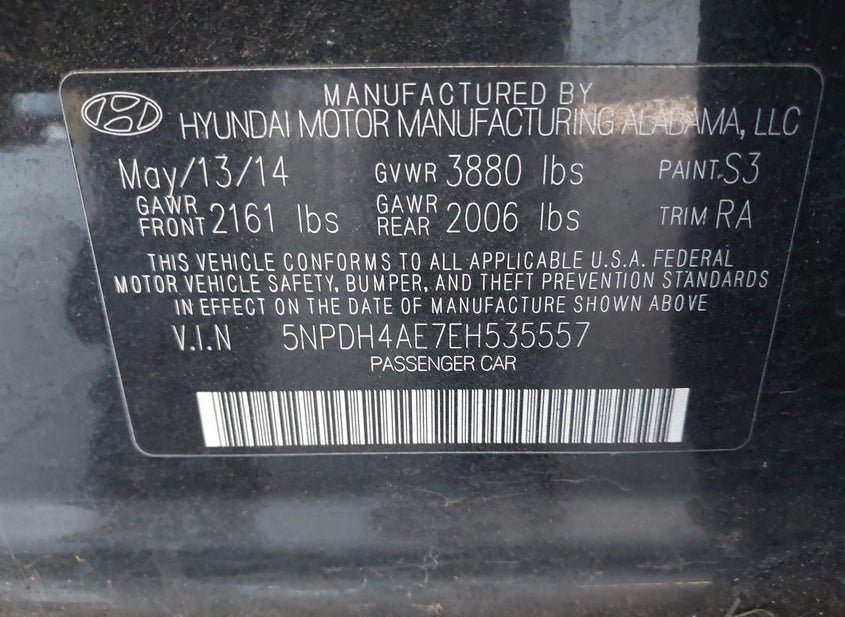 MANUFACTURED BY
HYUNDAI MOTOR MANUFACTURING ALABAMA, LLC
May/13/14 GVWR 3880 lbs PAINT S3
GAWR FRONT 2161 lbs GAWR REAR 2006 lbs TRIM RA
THIS VEHICLE CONFORMS TO ALL APPLICABLE U.S.A. FEDERAL
MOTOR VEHICLE SAFETY, BUMPER, AND THEFT PREVENTION STANDARDS
IN EFFECT ON THE DATE OF MANUFACTURE SHOWN ABOVE
V.I.N 5NPDH4AE7EH535557
PASSENGER CAR